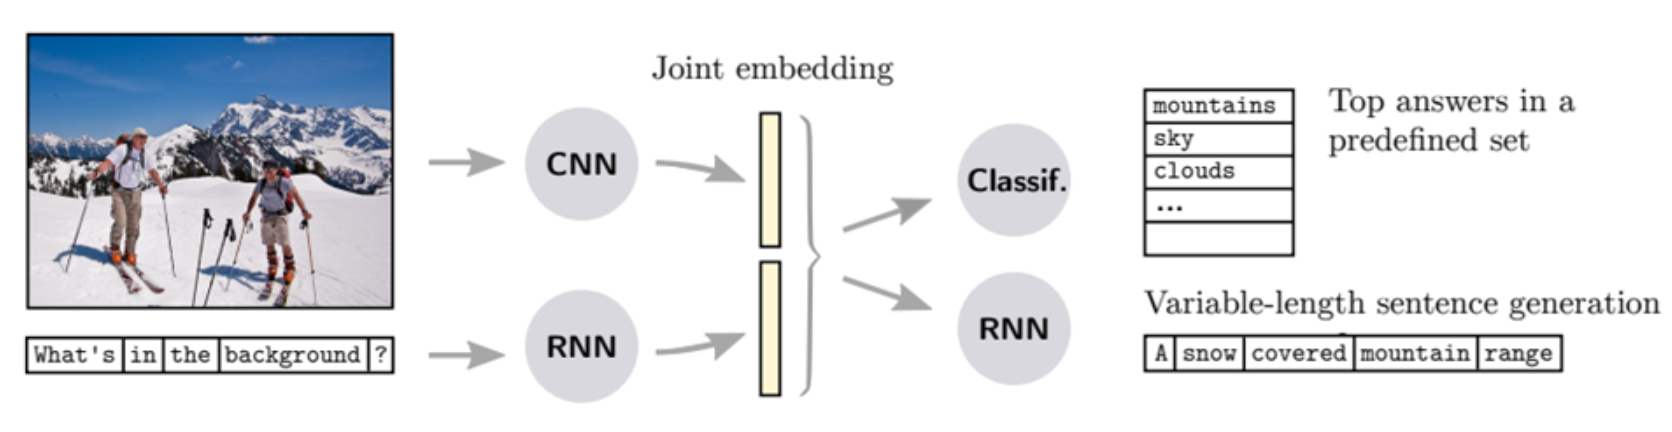 Joint embedding
CNN
RNN
What's in the background ?
Classif.
RNN
mountains
sky
clouds
...
Top answers in a
predefined set
Variable-length sentence generation
A snow covered mountain range